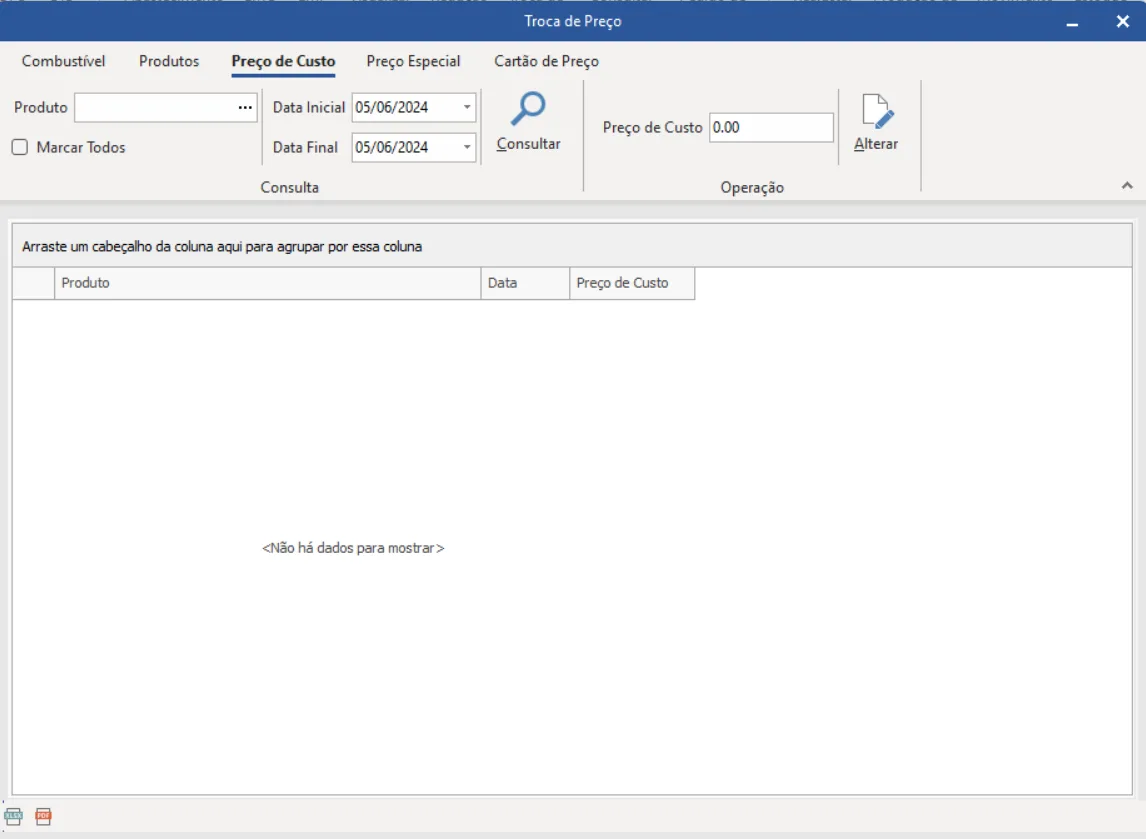 Troca de Preço
Combustível Produtos Preço de Custo Preço Especial Cartão de Preço
Produto ... Data Inicial 05/06/2024
Marcar Todos Data Final 05/06/2024
Consultar
Consulta
Preço de Custo 0.00
Alterar
Operação
Arraste um cabeçalho da coluna aqui para agrupar por essa coluna
Produto Data Preço de Custo
<Não há dados para mostrar>
XLSX PDF